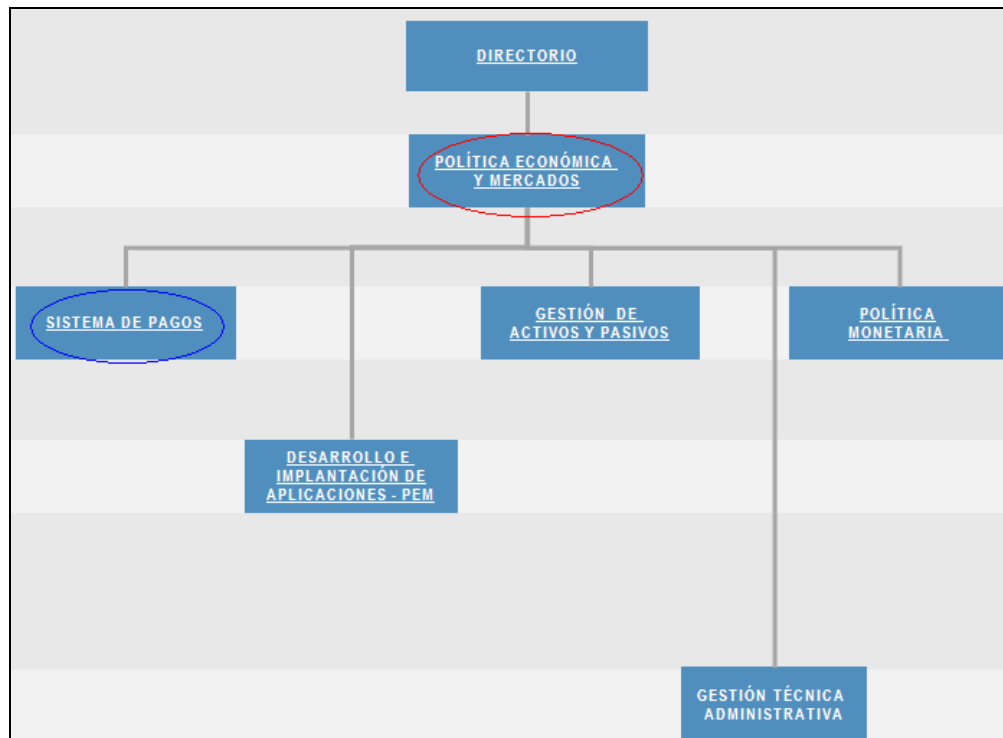 DIRECTORIO
POLÍTICA ECONÓMICA
Y MERCADOS
SISTEMA DE PAGOS
GESTIÓN DE
ACTIVOS Y PASIVOS
POLÍTICA
MONETARIA
DESARROLLO E
IMPLANTACIÓN DE
APLICACIONES - PEM
GESTIÓN TÉCNICA
ADMINISTRATIVA